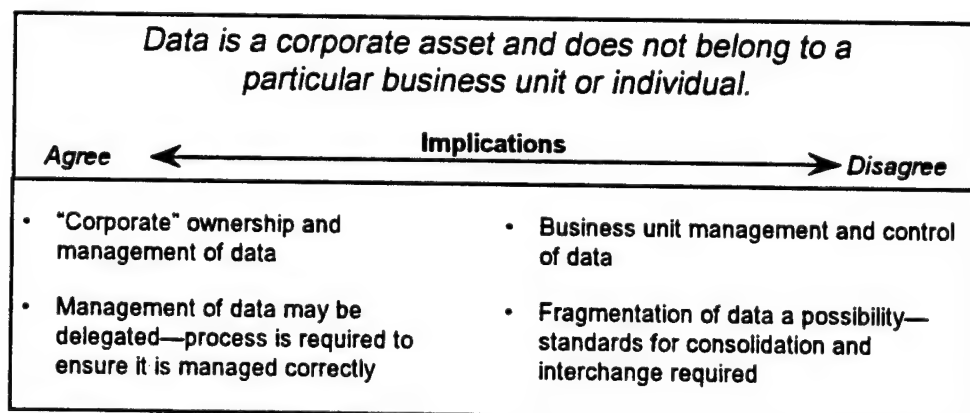 Data is a corporate asset and does not belong to a
particular business unit or individual.
Implications
Agree
Disagree
• "Corporate" ownership and
management of data
• Management of data may be
delegated—process is required to
ensure it is managed correctly
• Business unit management and control
of data
• Fragmentation of data a possibility—
standards for consolidation and
interchange required